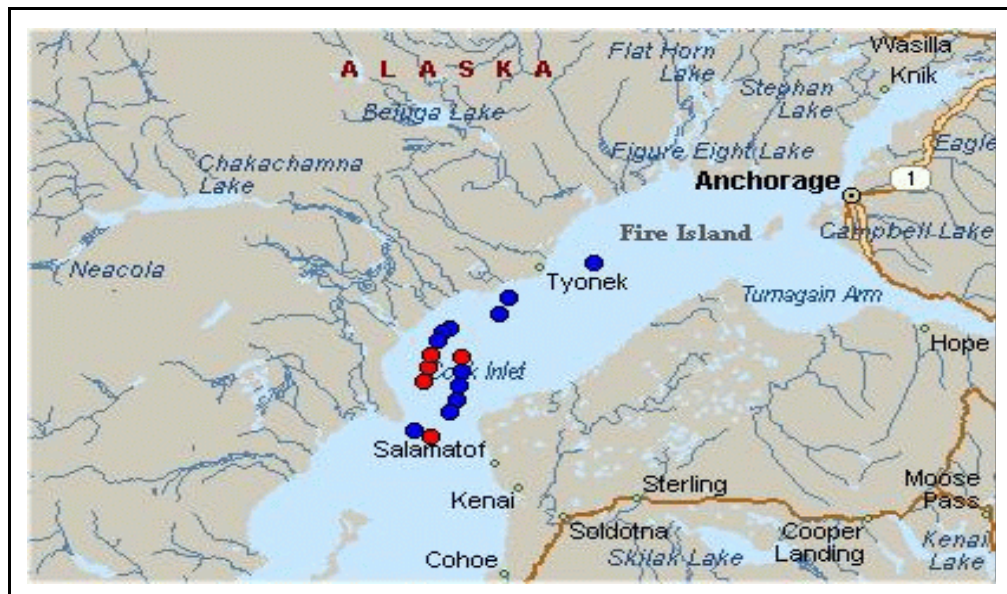 Wasilla
Flat Horn
Lake
Knik
ALASKA
Stephan
Lake
Beluga Lake
Chakachamna
Lake
Figure Eight Lake
Eagle
Anchorage
1
Fire Island
Campbell Lake
Neacola
Tyonek
Turnagain Arm
Hope
Cook Inlet
Salamatof
Kenai
Sterling
Moose
Pass
Soldotna
Cooper
Landing
Skilak Lake
Kenai
Lake
Cohoe